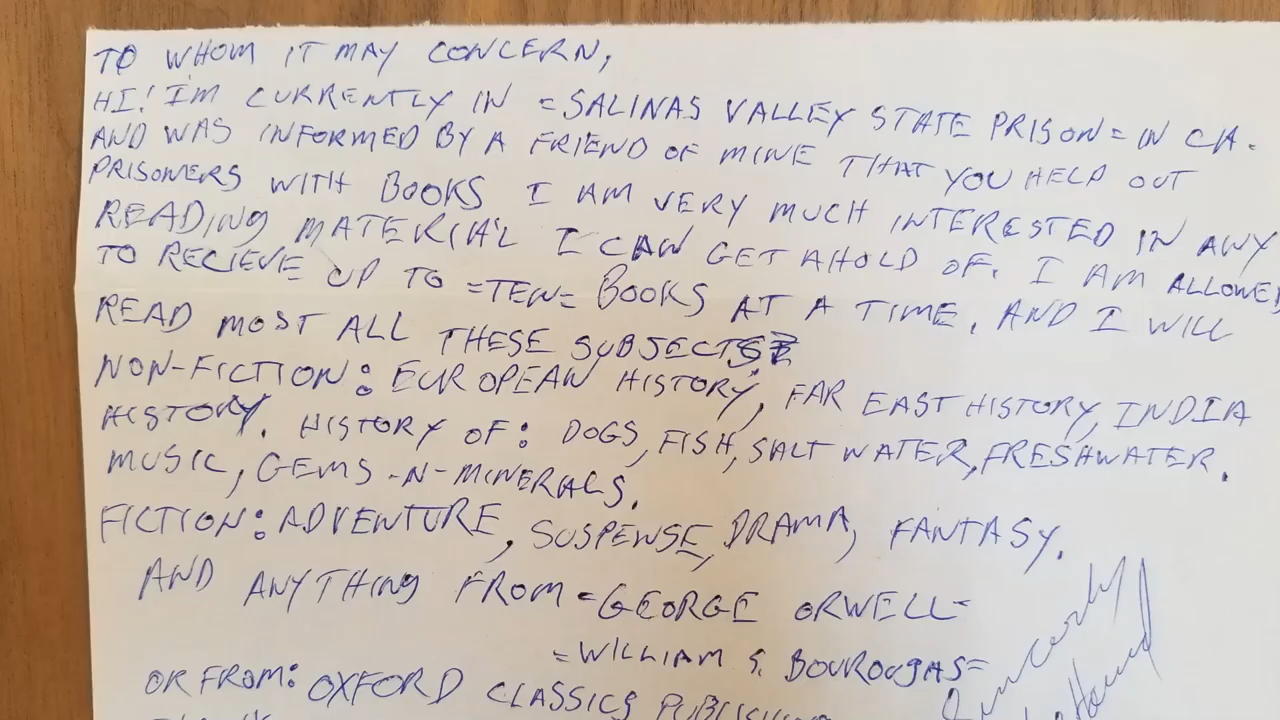 TO WHOM IT MAY CONCERN,
HI! I'M CURRENTLY IN =SALINAS VALLEY STATE PRISON= IN CA.
AND WAS INFORMED BY A FRIEND OF MINE THAT YOU HELP OUT
PRISONERS WITH BOOKS I AM VERY MUCH INTERESTED IN ANY
READING MATERIAL I CAN GET AHOLD OF. I AM ALLOWED
TO RECIEVE UP TO =TEN= BOOKS AT A TIME, AND I WILL
READ MOST ALL THESE SUBJECTS
NON-FICTION: EUROPEAN HISTORY, FAR EAST HISTORY, INDIA
HISTORY. HISTORY OF: DOGS, FISH, SALT WATER, FRESHWATER.
MUSIC, GEMS -N- MINERALS.
FICTION: ADVENTURE, SUSPENSE, DRAMA, FANTASY.
AND ANYTHING FROM =GEORGE ORWELL=
=WILLIAM S. BOUROUGAS=
OR FROM: OXFORD CLASSICS PUBLISHING
Sincerly